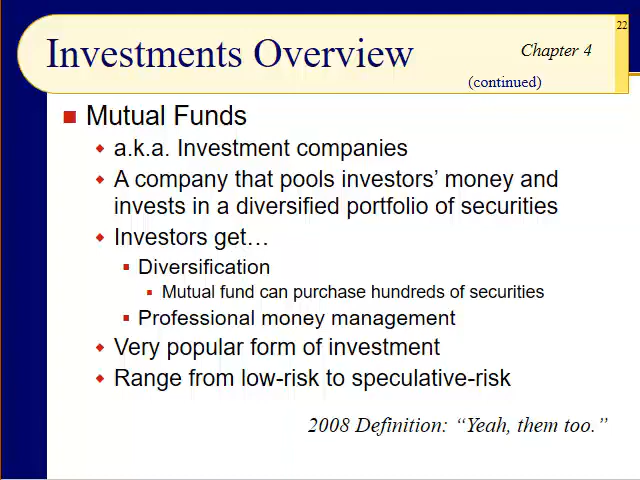 22
Investments Overview
Chapter 4
(continued)
Mutual Funds
a.k.a. Investment companies
A company that pools investors’ money and
invests in a diversified portfolio of securities
Investors get…
Diversification
Mutual fund can purchase hundreds of securities
Professional money management
Very popular form of investment
Range from low-risk to speculative-risk
2008 Definition: “Yeah, them too.”